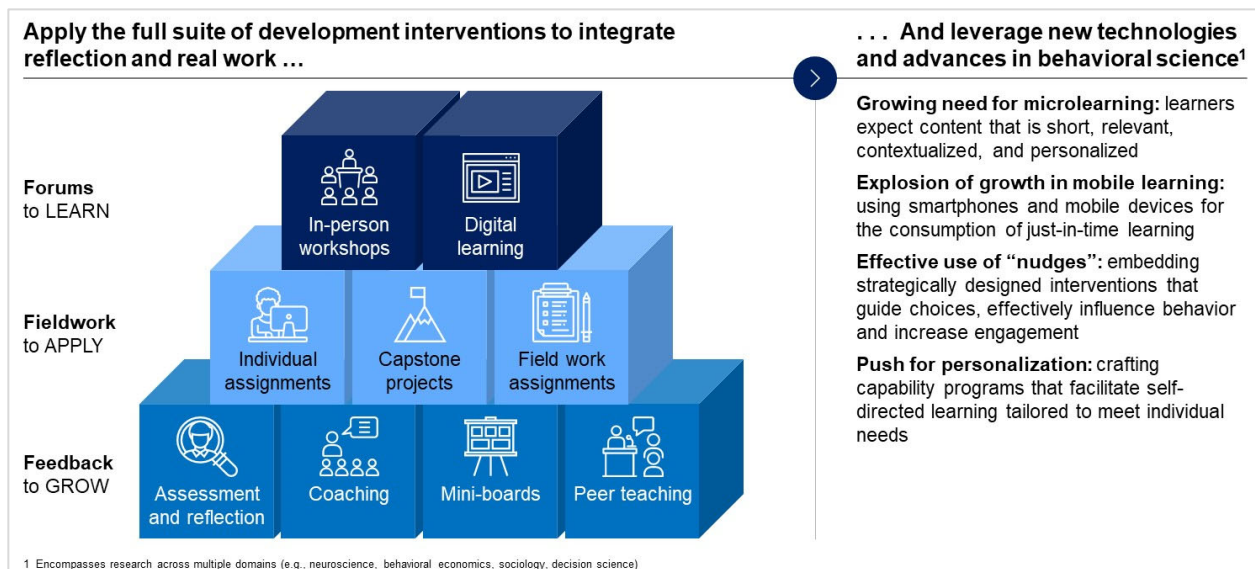 Apply the full suite of development interventions to integrate
reflection and real work ...
Forums
to LEARN
In-person
workshops
Digital
learning
Fieldwork
to APPLY
Individual
assignments
Capstone
projects
Field work
assignments
Feedback
to GROW
Assessment
and reflection
Coaching
Mini-boards
Peer teaching
. . . And leverage new technologies
and advances in behavioral science1
Growing need for microlearning: learners
expect content that is short, relevant,
contextualized, and personalized
Explosion of growth in mobile learning:
using smartphones and mobile devices for
the consumption of just-in-time learning
Effective use of “nudges”: embedding
strategically designed interventions that
guide choices, effectively influence behavior
and increase engagement
Push for personalization: crafting
capability programs that facilitate self-
directed learning tailored to meet individual
needs
1 Encompasses research across multiple domains (e.g., neuroscience, behavioral economics, sociology, decision science)